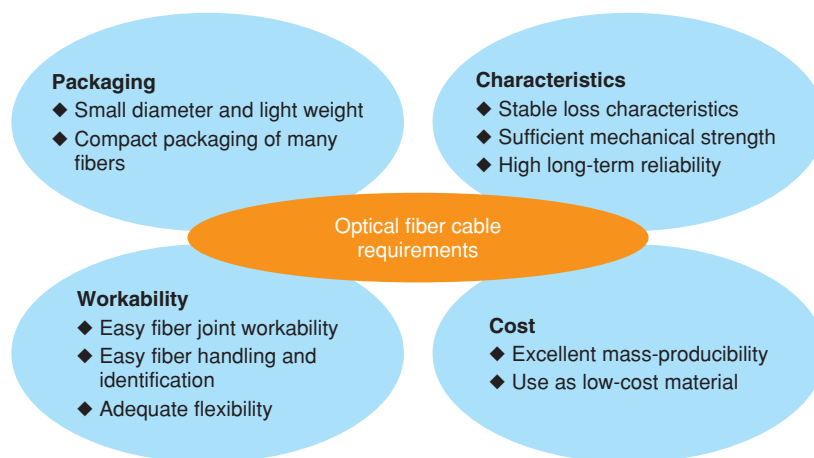 Packaging
◆ Small diameter and light weight
◆ Compact packaging of many
fibers
Characteristics
◆ Stable loss characteristics
◆ Sufficient mechanical strength
◆ High long-term reliability
Optical fiber cable
requirements
Workability
◆ Easy fiber joint workability
◆ Easy fiber handling and
identification
◆ Adequate flexibility
Cost
◆ Excellent mass-producibility
◆ Use as low-cost material